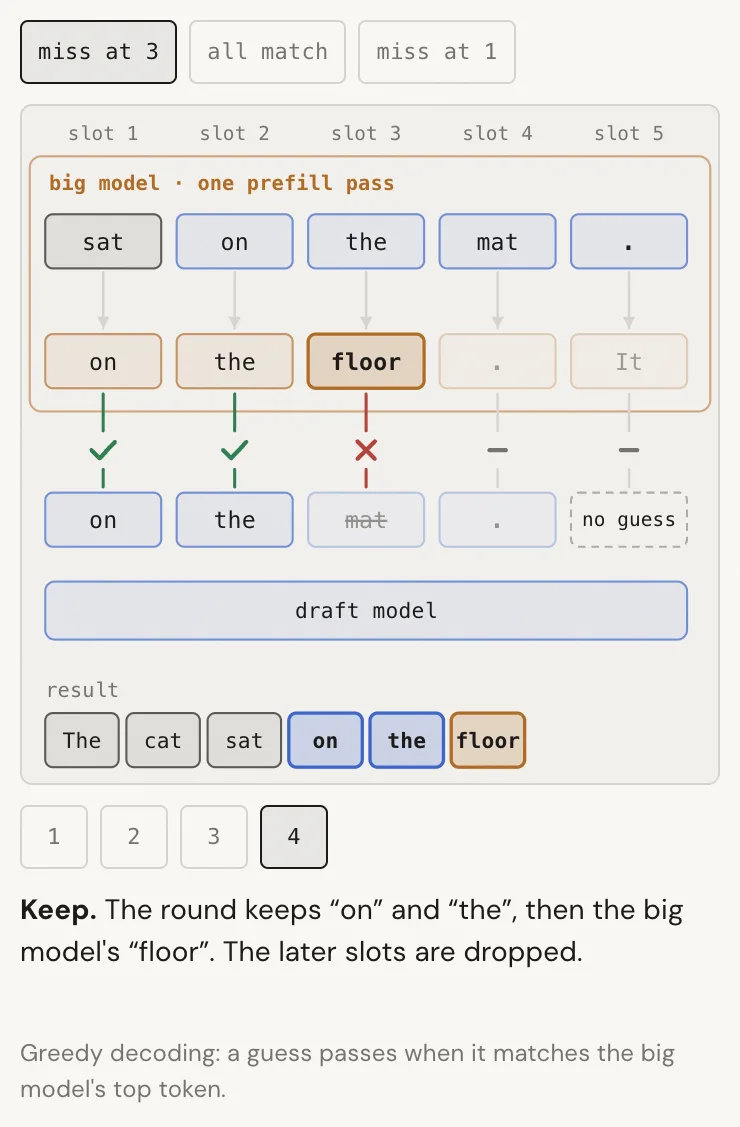 miss at 3 all match miss at 1
slot 1 slot 2 slot 3 slot 4 slot 5
big model · one prefill pass
sat on the mat .
on the floor . It
on the mat . no guess
draft model
result
The cat sat on the floor
1 2 3 4
Keep. The round keeps “on” and “the”, then the big
model's “floor”. The later slots are dropped.
Greedy decoding: a guess passes when it matches the big
model's top token.